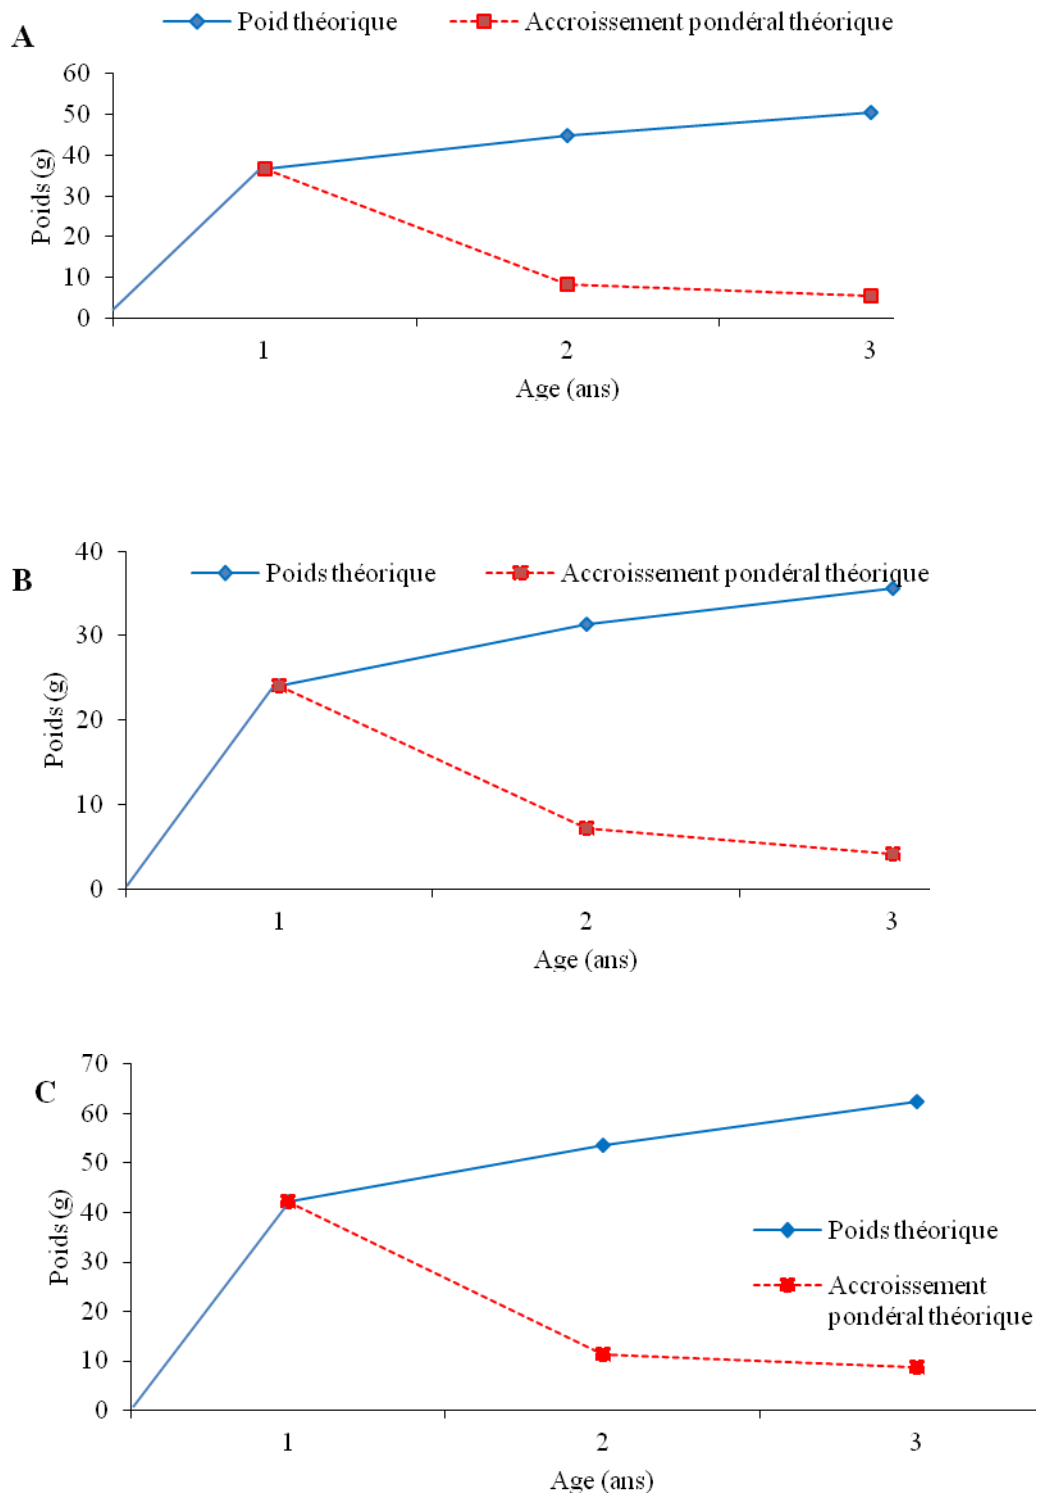 Poid théorique
Accroissement pondéral théorique
A
60
50
40
30
20
10
0
Poids (g)
1
2
3
Age (ans)
B
Poids théorique
Accroissement pondéral théorique
40
30
20
10
0
Poids (g)
1
2
3
Age (ans)
C
70
60
50
40
30
20
10
0
Poids (g)
Poids théorique
Accroissement
pondéral théorique
1
2
3
Age (ans)